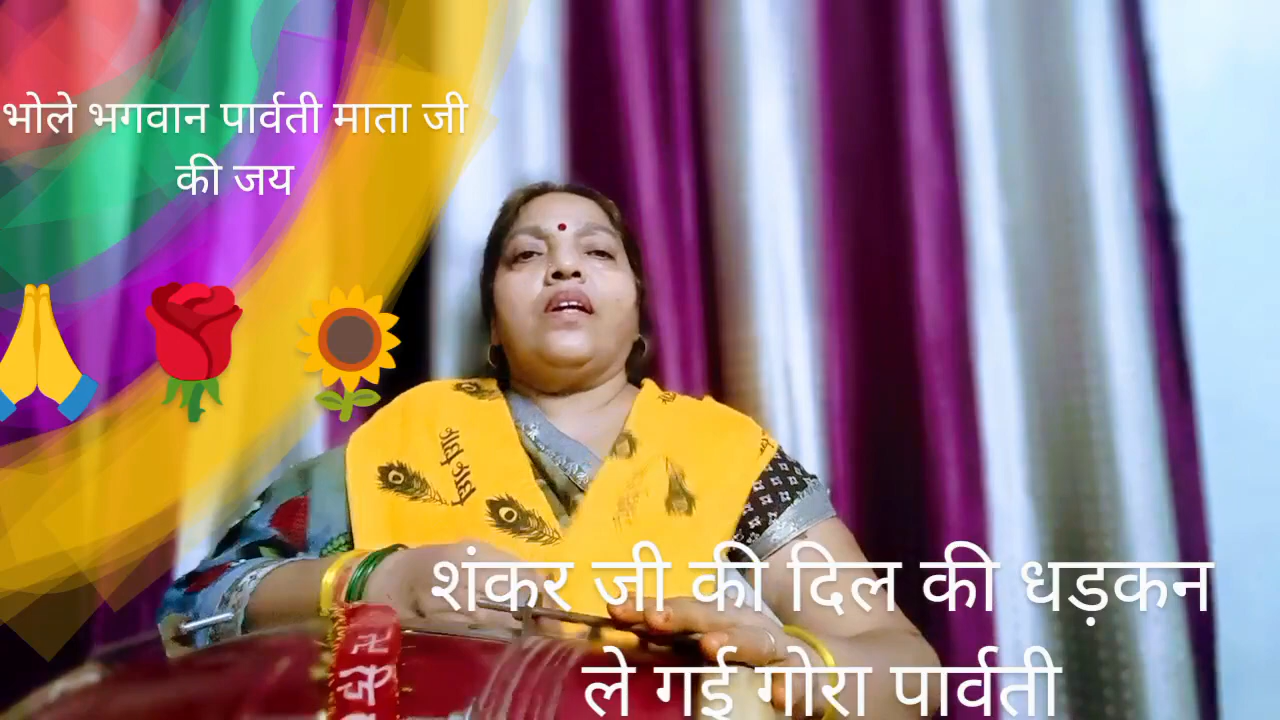 भोले भगवान पार्वती माता जी
की जय
राधे राधे
शंकर जी की दिल की धड़कन
ले गई गोरा पार्वती